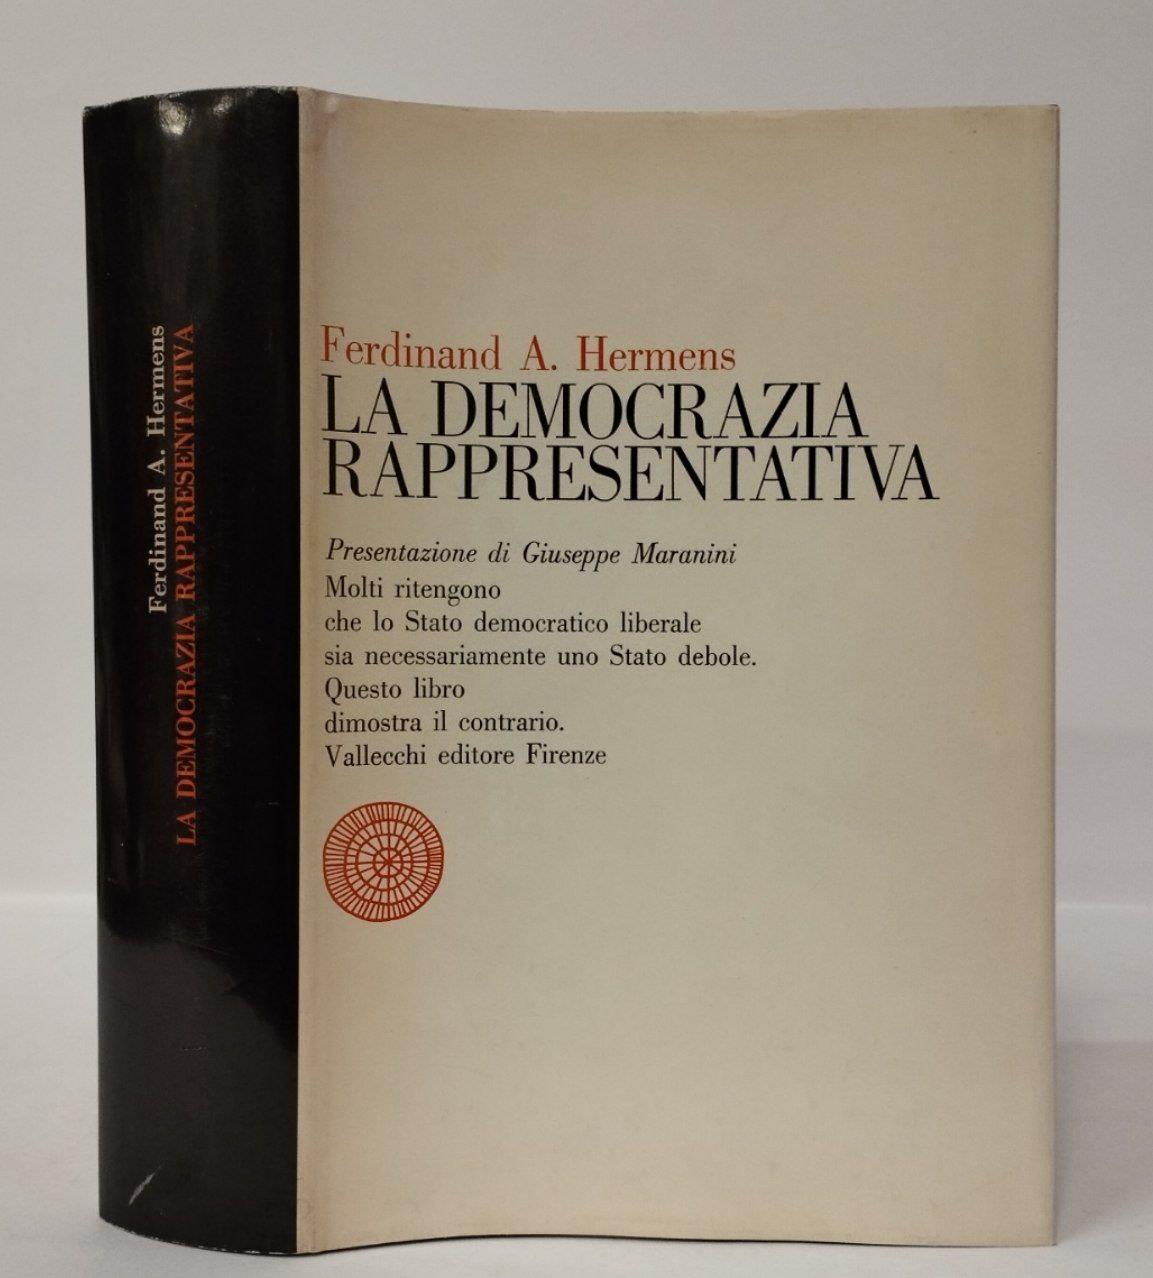 Ferdinand A. Hermens
LA DEMOCRAZIA RAPPRESENTATIVA
Ferdinand A. Hermens
LA DEMOCRAZIA
RAPPRESENTATIVA
Presentazione di Giuseppe Maranini
Molti ritengono
che lo Stato democratico liberale
sia necessariamente uno Stato debole.
Questo libro
dimostra il contrario.
Vallecchi editore Firenze